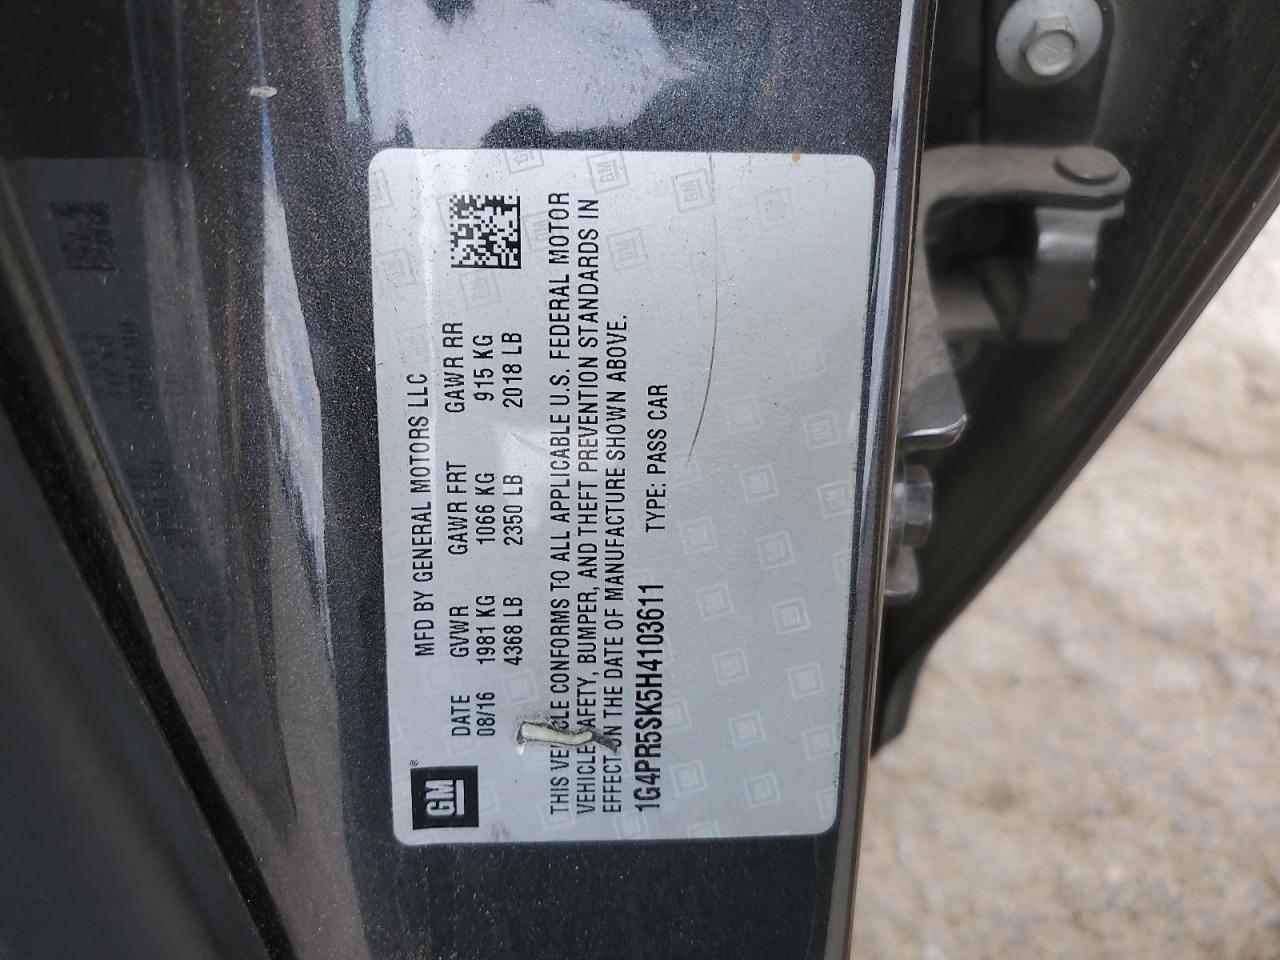 GM ®
MFD BY GENERAL MOTORS LLC
DATE GVWR GAWR FRT GAWR RR
08/16 1981 KG 1066 KG 915 KG
4368 LB 2350 LB 2018 LB
THIS VEHICLE CONFORMS TO ALL APPLICABLE U.S. FEDERAL MOTOR
VEHICLE SAFETY, BUMPER, AND THEFT PREVENTION STANDARDS IN
EFFECT ON THE DATE OF MANUFACTURE SHOWN ABOVE.
1G4PR5SK5H4103611 TYPE: PASS CAR